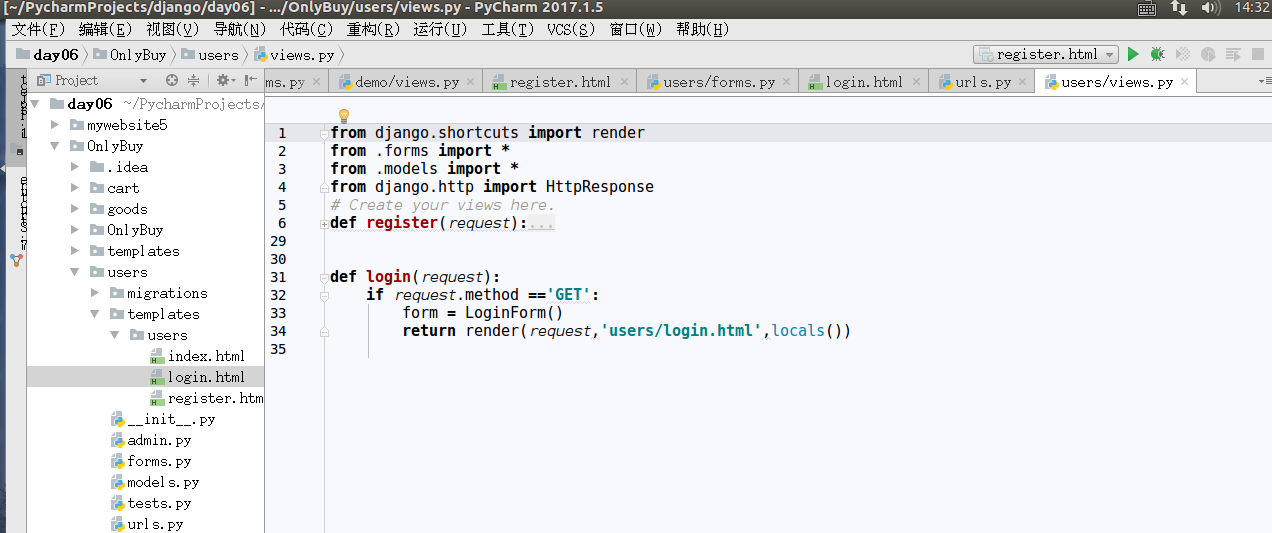 [~/PycharmProjects/django/day06] - .../OnlyBuy/users/views.py - PyCharm 2017.1.5
14:32
文件(F) 编辑(E) 视图(V) 导航(N) 代码(C) 重构(R) 运行(U) 工具(T) VCS(S) 窗口(W) 帮助(H)
day06 OnlyBuy users views.py
register.html
Project
ms.py demo/views.py register.html users/forms.py login.html urls.py users/views.py
day06 ~/PycharmProjects/
mywebsite5
OnlyBuy
.idea
cart
goods
OnlyBuy
templates
users
migrations
templates
users
index.html
login.html
register.htm
__init__.py
admin.py
forms.py
models.py
tests.py
urls.py
1 from django.shortcuts import render
2 from .forms import *
3 from .models import *
4 from django.http import HttpResponse
5 # Create your views here.
6 def register(request):...
29
30
31 def login(request):
32 if request.method =='GET':
33 form = LoginForm()
34 return render(request,'users/login.html',locals())
35